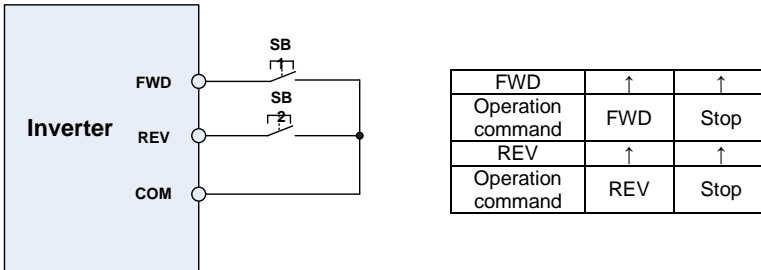 SB
1
FWD
SB
2
Inverter
REV
COM
FWD ↑ ↑
Operation
command FWD Stop
REV ↑ ↑
Operation
command REV Stop